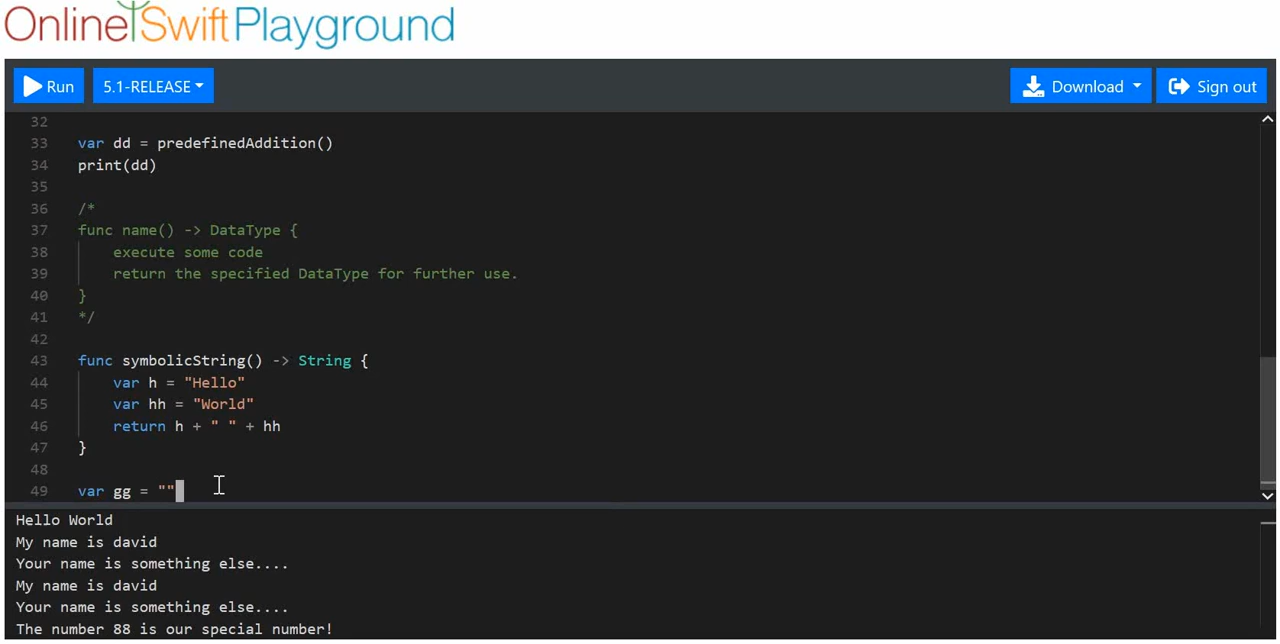 OnlineSwiftPlayground
Run 5.1-RELEASE Download Sign out
32
33 var dd = predefinedAddition()
34 print(dd)
35
36 /*
37 func name() -> DataType {
38 execute some code
39 return the specified DataType for further use.
40 }
41 */
42
43 func symbolicString() -> String {
44 var h = "Hello"
45 var hh = "World"
46 return h + " " + hh
47 }
48
49 var gg = ""
Hello World
My name is david
Your name is something else....
My name is david
Your name is something else....
The number 88 is our special number!